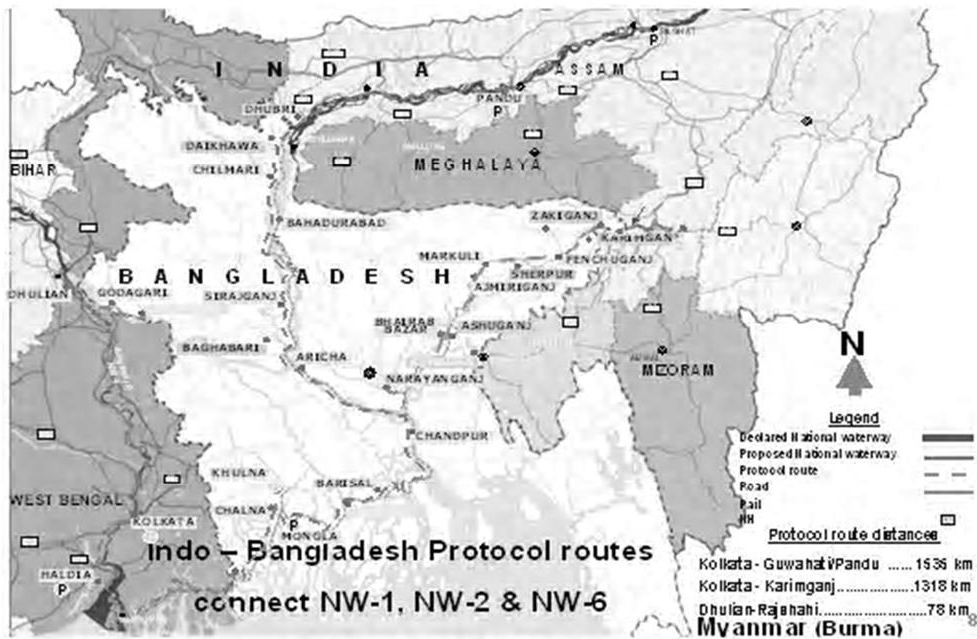 I N D I A
ASSAM
DHUBRI
PANDU
P
P
DAIKHAWA
CHILMARI
MEGHALAYA
BIHAR
BAHADURABAD
ZAKIGANJ
KARIMGANJ
MARKULI
FENCHUGANJ
SHERPUR
AJMIRIGANJ
BANGLADESH
DHULIAN
GODAGARI
SIRAJGANJ
BHAIRAB
BAZAR
ASHUGANJ
BAGHABARI
ARICHA
NARAYANGANJ
MIZORAM
N
CHANDPUR
KHULNA
BARISAL
CHALNA
P
MONGLA
WEST BENGAL
KOLKATA
HALDIA
P
Legend
Declared National waterway
Proposed National waterway
Protocol route
Road
Rail
NH
Protocol route distances
Kolkata - Guwahati/Pandu ......1535 km
Kolkata - Karimganj................1318 km
Dhulian-Rajshahi......................78 km
Indo – Bangladesh Protocol routes
connect NW-1, NW-2 & NW-6
Myanmar (Burma)